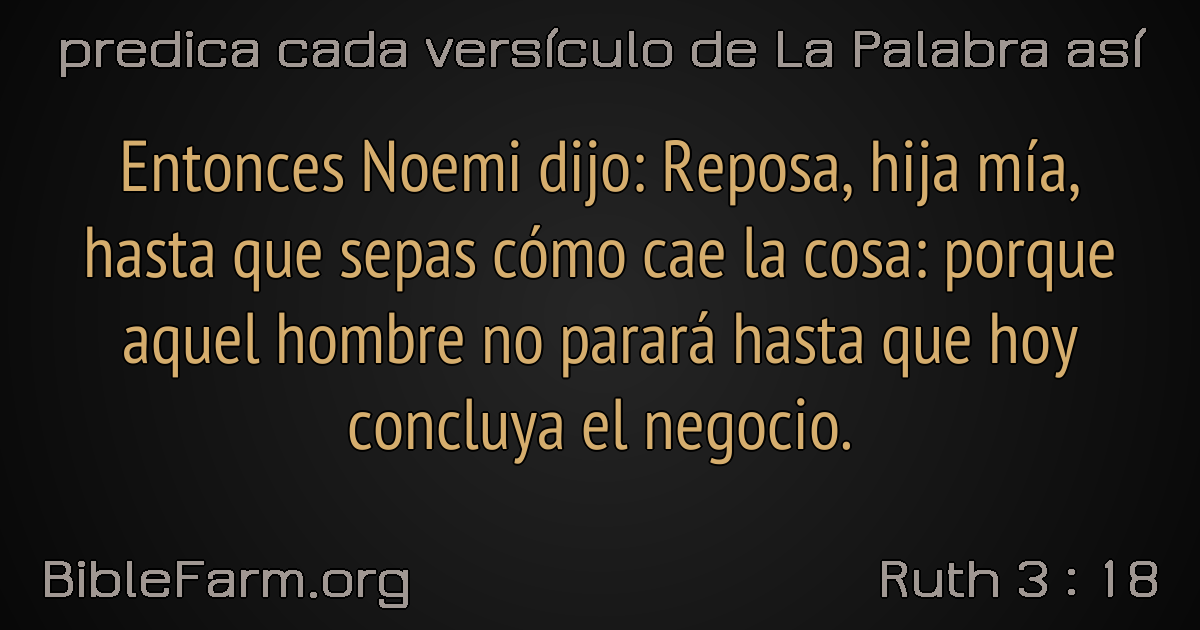 predica cada versículo de La Palabra así
Entonces Noemi dijo: Reposa, hija mía,
hasta que sepas cómo cae la cosa: porque
aquel hombre no parará hasta que hoy
concluya el negocio.
BibleFarm.org
Ruth 3 : 18